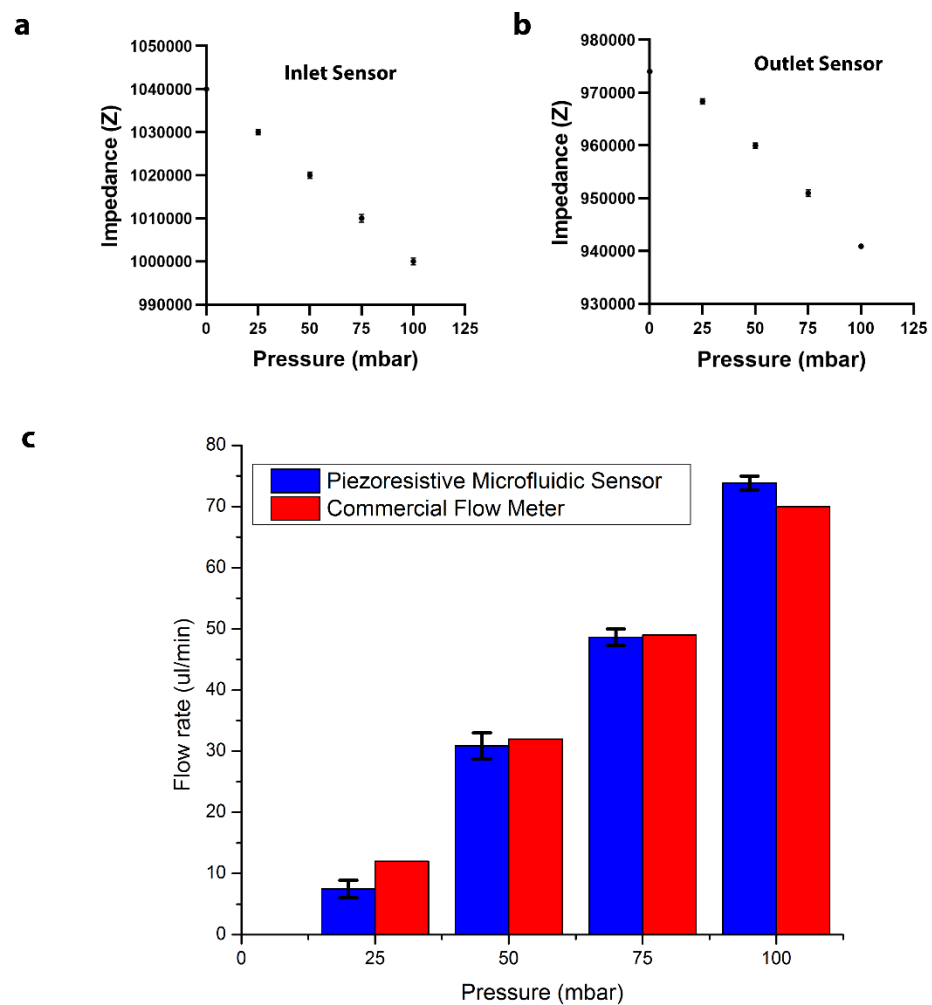 a
Inlet Sensor
Impedance (Z)
1050000
1040000
1030000
1020000
1010000
1000000
990000
0 25 50 75 100 125
Pressure (mbar)
b
Outlet Sensor
Impedance (Z)
980000
970000
960000
950000
940000
930000
0 25 50 75 100 125
Pressure (mbar)
c
Piezoresistive Microfluidic Sensor
Commercial Flow Meter
Flow rate (ul/min)
80
70
60
50
40
30
20
10
0
0 25 50 75 100
Pressure (mbar)